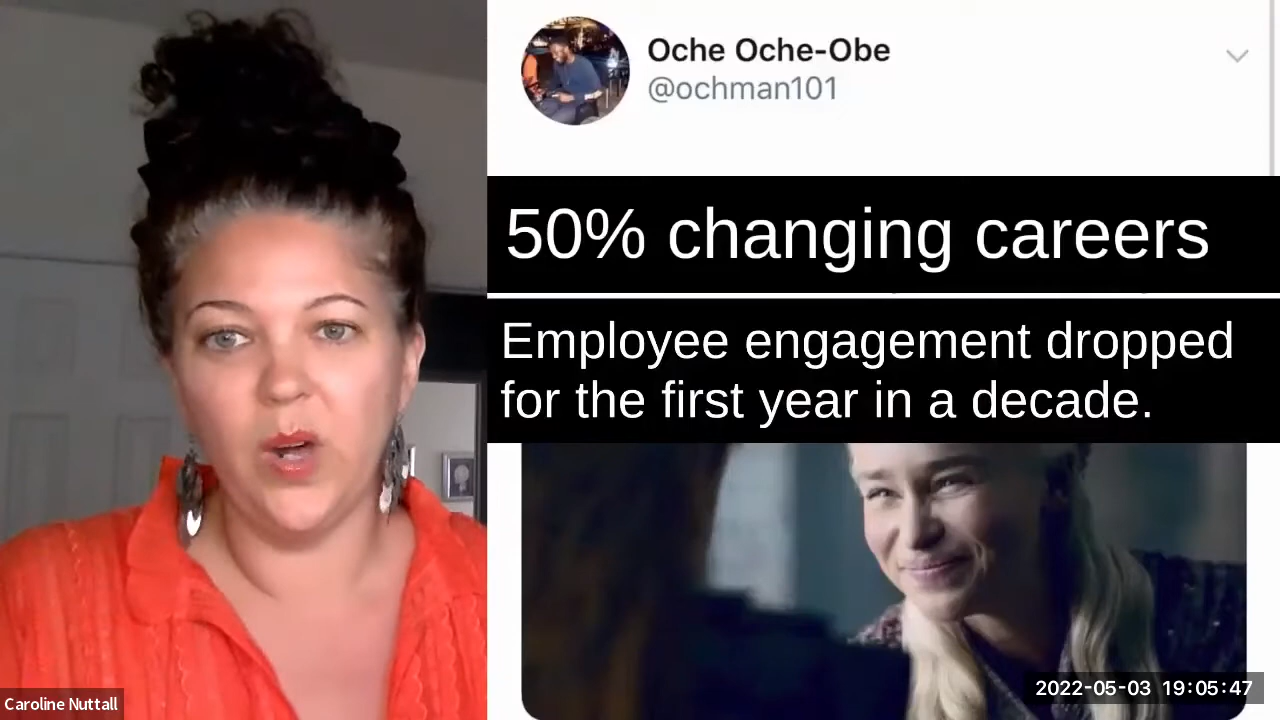 Oche Oche-Obe
@ochman101
50% changing careers
Employee engagement dropped
for the first year in a decade.
Caroline Nuttall
2022-05-03 19:05:47